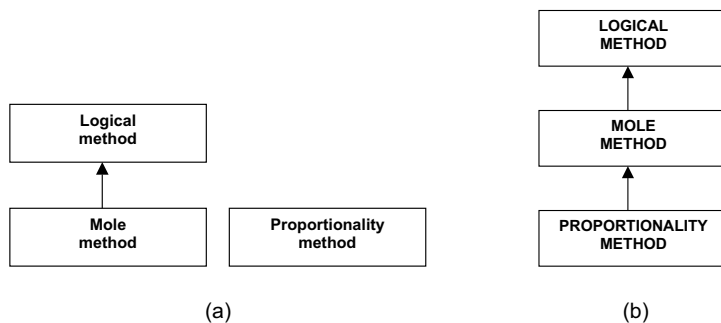 Logical
method
Mole
method
Proportionality
method
(a)
LOGICAL
METHOD
MOLE
METHOD
PROPORTIONALITY
METHOD
(b)